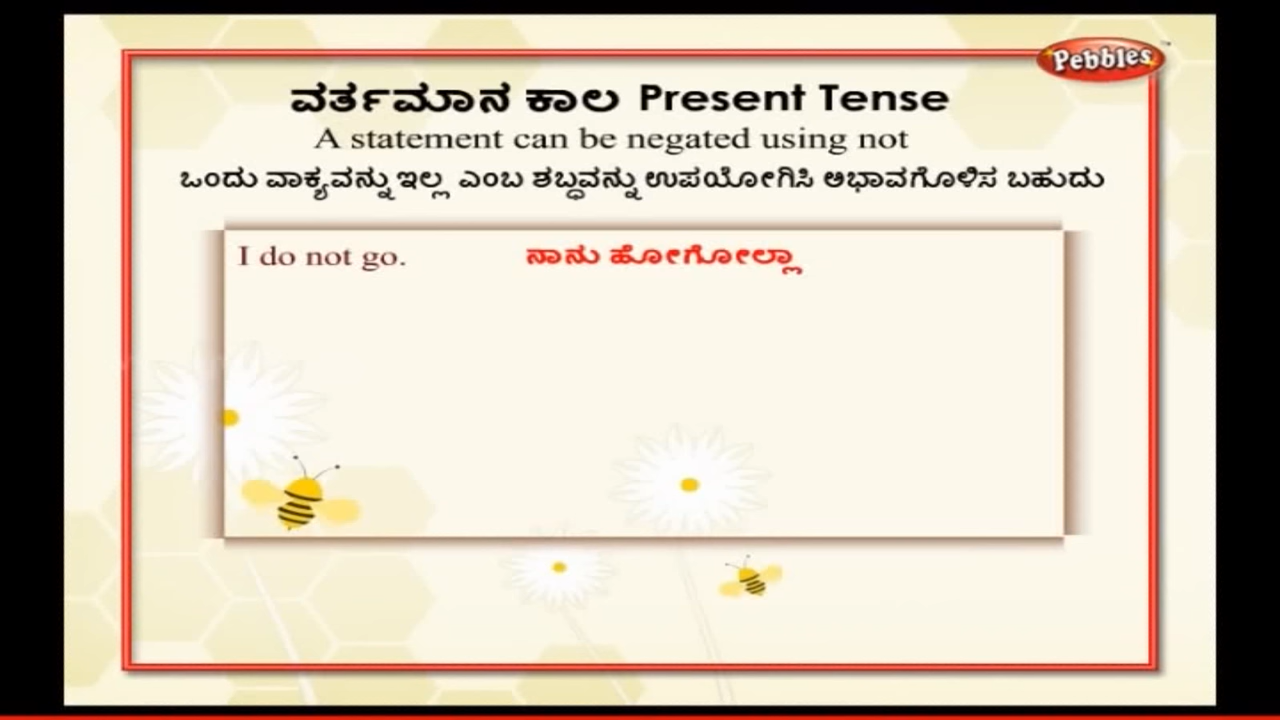 Pebbles
ವರ್ತಮಾನ ಕಾಲ Present Tense
A statement can be negated using not
ಒಂದು ವಾಕ್ಯವನ್ನು ಇಲ್ಲ ಎಂಬ ಶಬ್ಧವನ್ನು ಉಪಯೋಗಿಸಿ ಅಭಾವಗೊಳಿಸ ಬಹುದು
I do not go. ನಾನು ಹೋಗೋಲ್ಲಾ